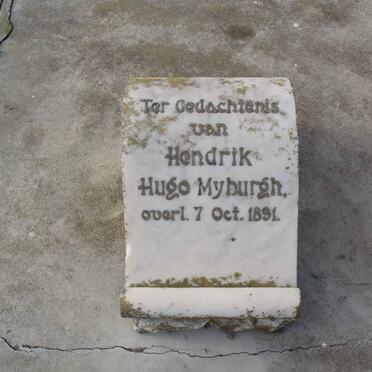 Ter Gedachtenis
van
Hendrik
Hugo Myburgh,
overl. 7 Oct. 1891.